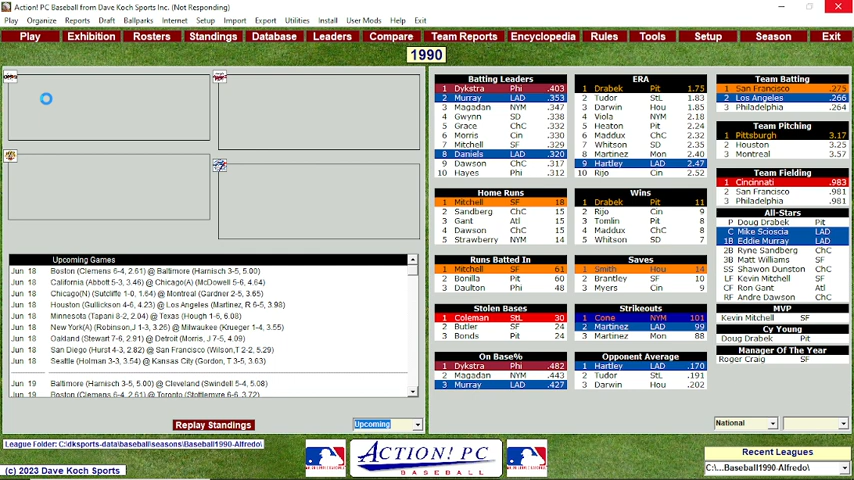 Action! PC Baseball from Dave Koch Sports Inc. (Not Responding)
Play Organize Reports Draft Ballparks Internet Setup Import Export Utilities Install User Mods Help Exit
Play Exhibition Rosters Standings Database Leaders Compare Team Reports Encyclopedia Rules Tools Setup Season Exit
1990
Upcoming Games
Jun 18 Boston (Clemens 6-4, 2.61) @ Baltimore (Harnisch 3-5, 5.00)
Jun 18 California (Abbott 5-3, 3.46) @ Chicago(A) (McDowell 5-6, 4.64)
Jun 18 Chicago(N) (Sutcliffe 1-0, 1.64) @ Montreal (Gardner 2-5, 3.65)
Jun 18 Houston (Gullickson 4-6, 4.23) @ Los Angeles (Martinez, R 6-5, 3.98)
Jun 18 Minnesota (Tapani 8-2, 2.04) @ Texas (Hough 1-6, 6.08)
Jun 18 New York(A) (Robinson,J 1-3, 3.26) @ Milwaukee (Krueger 1-4, 3.55)
Jun 18 Oakland (Stewart 7-6, 2.91) @ Detroit (Morris, J 7-5, 4.09)
Jun 18 San Diego (Hurst 4-3, 2.82) @ San Francisco (Wilson,T 2-2, 5.29)
Jun 18 Seattle (Holman 3-3, 3.54) @ Kansas City (Gordon, T 3-5, 3.63)
Jun 19 Baltimore (Harnisch 3-5, 5.00) @ Cleveland (Swindell 5-4, 5.08)
Jun 19 Boston (Clemens 6-4, 2.61) @ Toronto (Stottlemyre 6-6, 3.72)
Replay Standings
Upcoming
League Folder: C:\dksports-data\baseball\seasons\Baseball1990-Alfredo\
(c) 2023 Dave Koch Sports
Batting Leaders
1 Dykstra Phi .403
2 Murray LAD .353
3 Magadan NYM .347
4 Gwynn SD .338
5 Grace ChC .332
6 Morris Cin .330
7 Mitchell SF .329
8 Daniels LAD .320
9 Dawson ChC .317
10 Hayes Phi .312
Home Runs
1 Mitchell SF 18
2 Sandberg ChC 15
3 Gant Atl 15
4 Dawson ChC 15
5 Strawberry NYM 14
Runs Batted In
1 Mitchell SF 61
2 Bonilla Pit 60
3 Daulton Phi 48
Stolen Bases
1 Coleman StL 30
2 Butler SF 24
3 Bonds Pit 24
On Base%
1 Dykstra Phi .482
2 Magadan NYM .443
3 Murray LAD .427
ERA
1 Drabek Pit 1.75
2 Tudor StL 1.83
3 Darwin Hou 1.85
4 Viola NYM 2.18
5 Heaton Pit 2.24
6 Maddux ChC 2.32
7 Whitson SD 2.35
8 Martinez Mon 2.40
9 Hartley LAD 2.47
10 Rijo Cin 2.52
Wins
1 Drabek Pit 11
2 Rijo Cin 9
3 Tomlin Pit 8
4 Maddux ChC 8
5 Whitson SD 7
Saves
1 Smith Hou 14
2 Brantley SF 10
3 Myers Cin 9
Strikeouts
1 Cone NYM 101
2 Martinez LAD 99
3 Martinez Mon 88
Opponent Average
1 Hartley LAD .170
2 Tudor StL .191
3 Darwin Hou .202
Team Batting
1 San Francisco .275
2 Los Angeles .266
3 Philadelphia .264
Team Pitching
1 Pittsburgh 3.17
2 Houston 3.25
3 Montreal 3.57
Team Fielding
1 Cincinnati .983
2 San Francisco .981
3 Philadelphia .981
All-Stars
P Doug Drabek Pit
C Mike Scioscia LAD
1B Eddie Murray LAD
2B Ryne Sandberg ChC
3B Matt Williams SF
SS Shawon Dunston ChC
LF Kevin Mitchell SF
CF Ron Gant Atl
RF Andre Dawson ChC
MVP
Kevin Mitchell SF
Cy Young
Doug Drabek Pit
Manager Of The Year
Roger Craig SF
National
Recent Leagues
C:\...Baseball1990-Alfredo\
ACTION! PC
BASEBALL